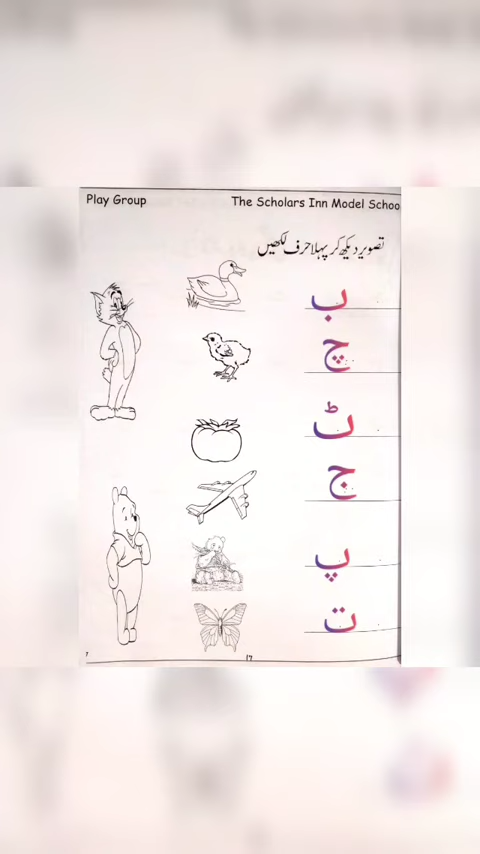 Play Group The Scholars Inn Model Schoo
تصویر دیکھ کر پہلا حرف لکھیں
ب
چ
ٹ
ج
پ
ت
17